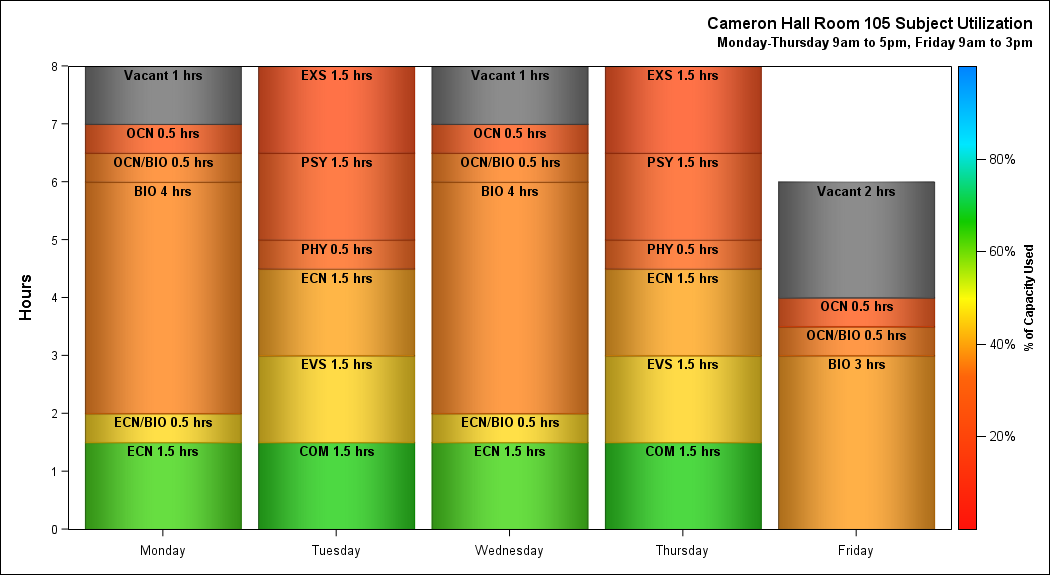 Cameron Hall Room 105 Subject Utilization
Monday-Thursday 9am to 5pm, Friday 9am to 3pm
Hours
8
7
6
5
4
3
2
1
0
Vacant 1 hrs
OCN 0.5 hrs
OCN/BIO 0.5 hrs
BIO 4 hrs
ECN/BIO 0.5 hrs
ECN 1.5 hrs
Monday
EXS 1.5 hrs
PSY 1.5 hrs
PHY 0.5 hrs
ECN 1.5 hrs
EVS 1.5 hrs
COM 1.5 hrs
Tuesday
Vacant 1 hrs
OCN 0.5 hrs
OCN/BIO 0.5 hrs
BIO 4 hrs
ECN/BIO 0.5 hrs
ECN 1.5 hrs
Wednesday
EXS 1.5 hrs
PSY 1.5 hrs
PHY 0.5 hrs
ECN 1.5 hrs
EVS 1.5 hrs
COM 1.5 hrs
Thursday
Vacant 2 hrs
OCN 0.5 hrs
OCN/BIO 0.5 hrs
BIO 3 hrs
Friday
80%
60%
40%
20%
% of Capacity Used